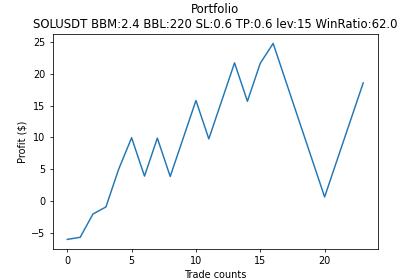 Portfolio
SOLUSDT BBM:2.4 BBL:220 SL:0.6 TP:0.6 lev:15 WinRatio:62.0
25
20
15
10
5
0
−5
Profit ($)
0 5 10 15 20
Trade counts